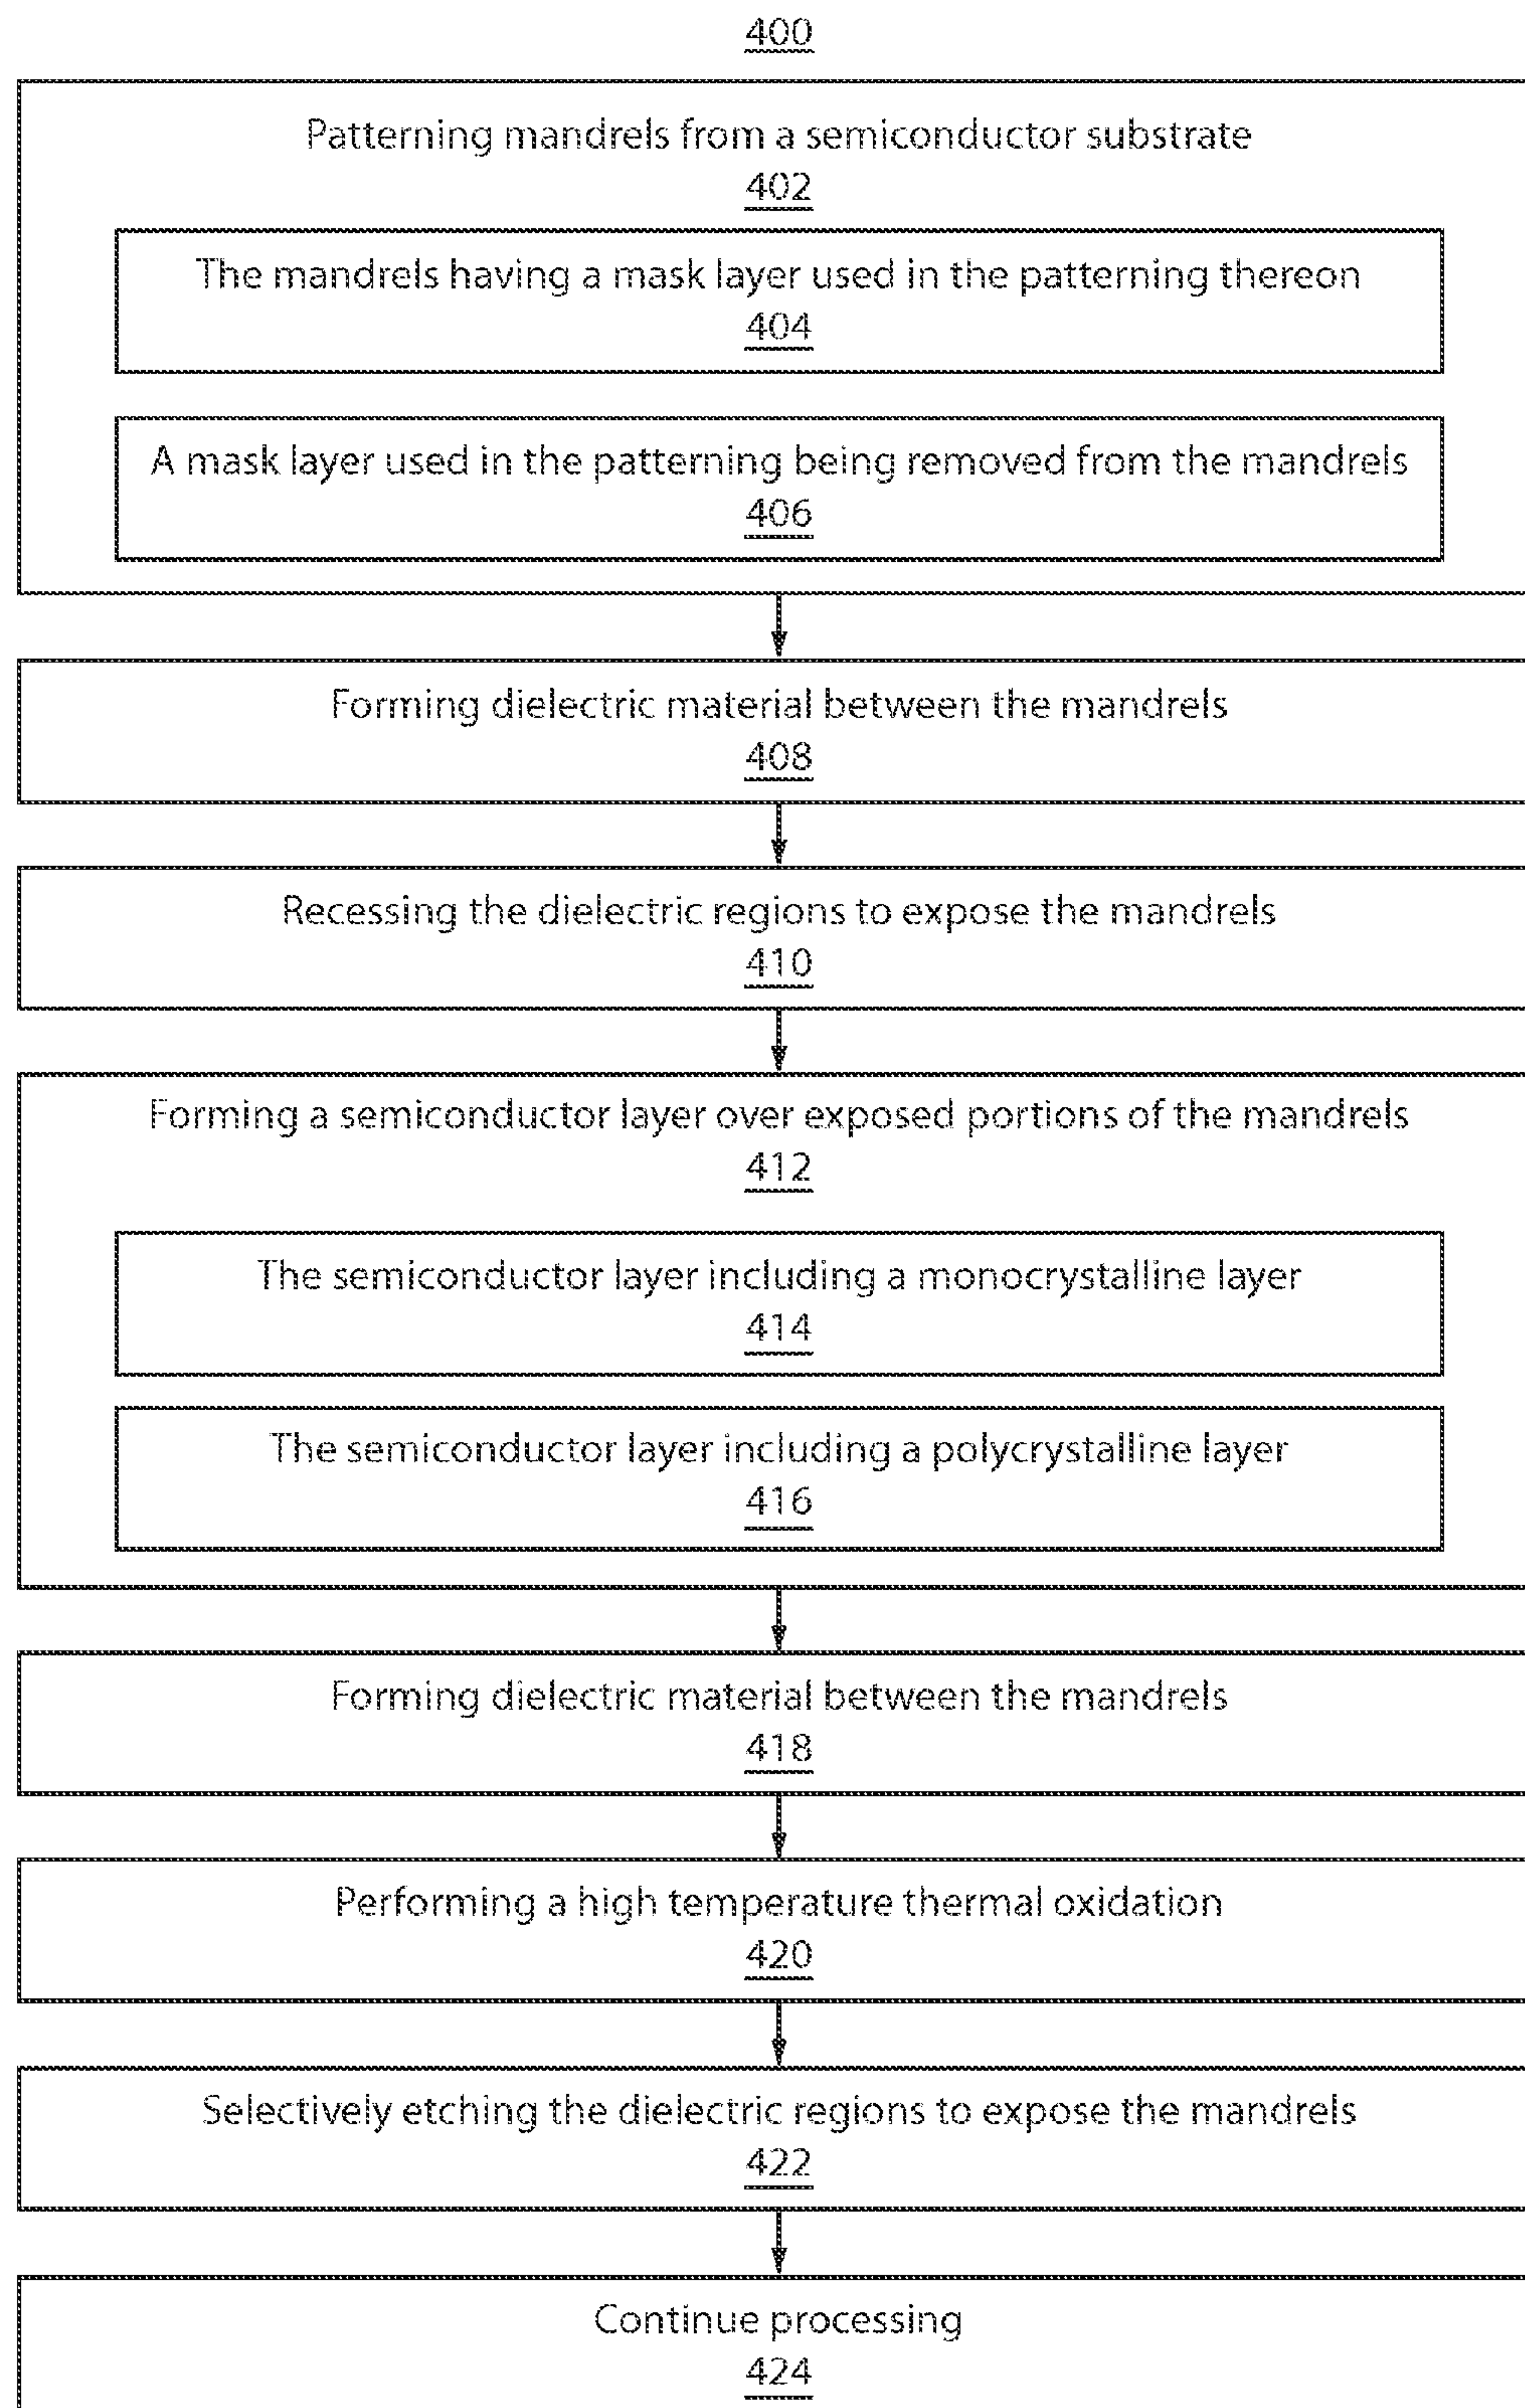 400
Patterning mandrels from a semiconductor substrate
402
The mandrels having a mask layer used in the patterning thereon
404
A mask layer used in the patterning being removed from the mandrels
406
Forming dielectric material between the mandrels
408
Recessing the dielectric regions to expose the mandrels
410
Forming a semiconductor layer over exposed portions of the mandrels
412
The semiconductor layer including a monocrystalline layer
414
The semiconductor layer including a polycrystalline layer
416
Forming dielectric material between the mandrels
418
Performing a high temperature thermal oxidation
420
Selectively etching the dielectric regions to expose the mandrels
422
Continue processing
424